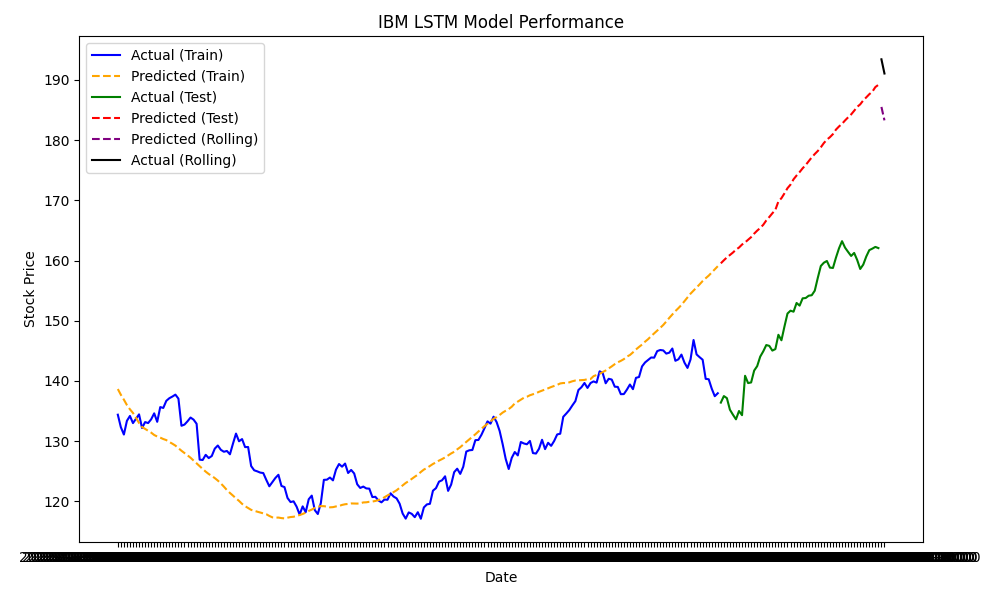 IBM LSTM Model Performance
Actual (Train)
Predicted (Train)
Actual (Test)
Predicted (Test)
Predicted (Rolling)
Actual (Rolling)
190
180
170
160
150
140
130
120
Stock Price
Date